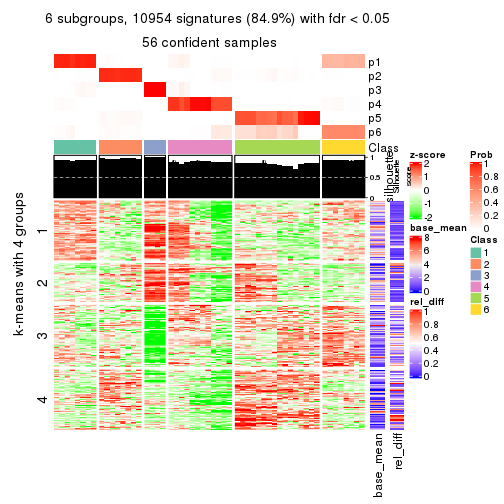 6 subgroups, 10954 signatures (84.9%) with fdr < 0.05
56 confident samples
p1
p2
p3
p4
p5
p6
Class
1
0.5
0
silhouette
Silhouette
score
k-means with 4 groups
1
2
3
4
base_mean
rel_diff
z-score
2
1
0
-1
-2
base_mean
8
6
4
2
0
rel_diff
1
0.8
0.6
0.4
0.2
0
Prob
1
0.8
0.6
0.4
0.2
0
Class
1
2
3
4
5
6